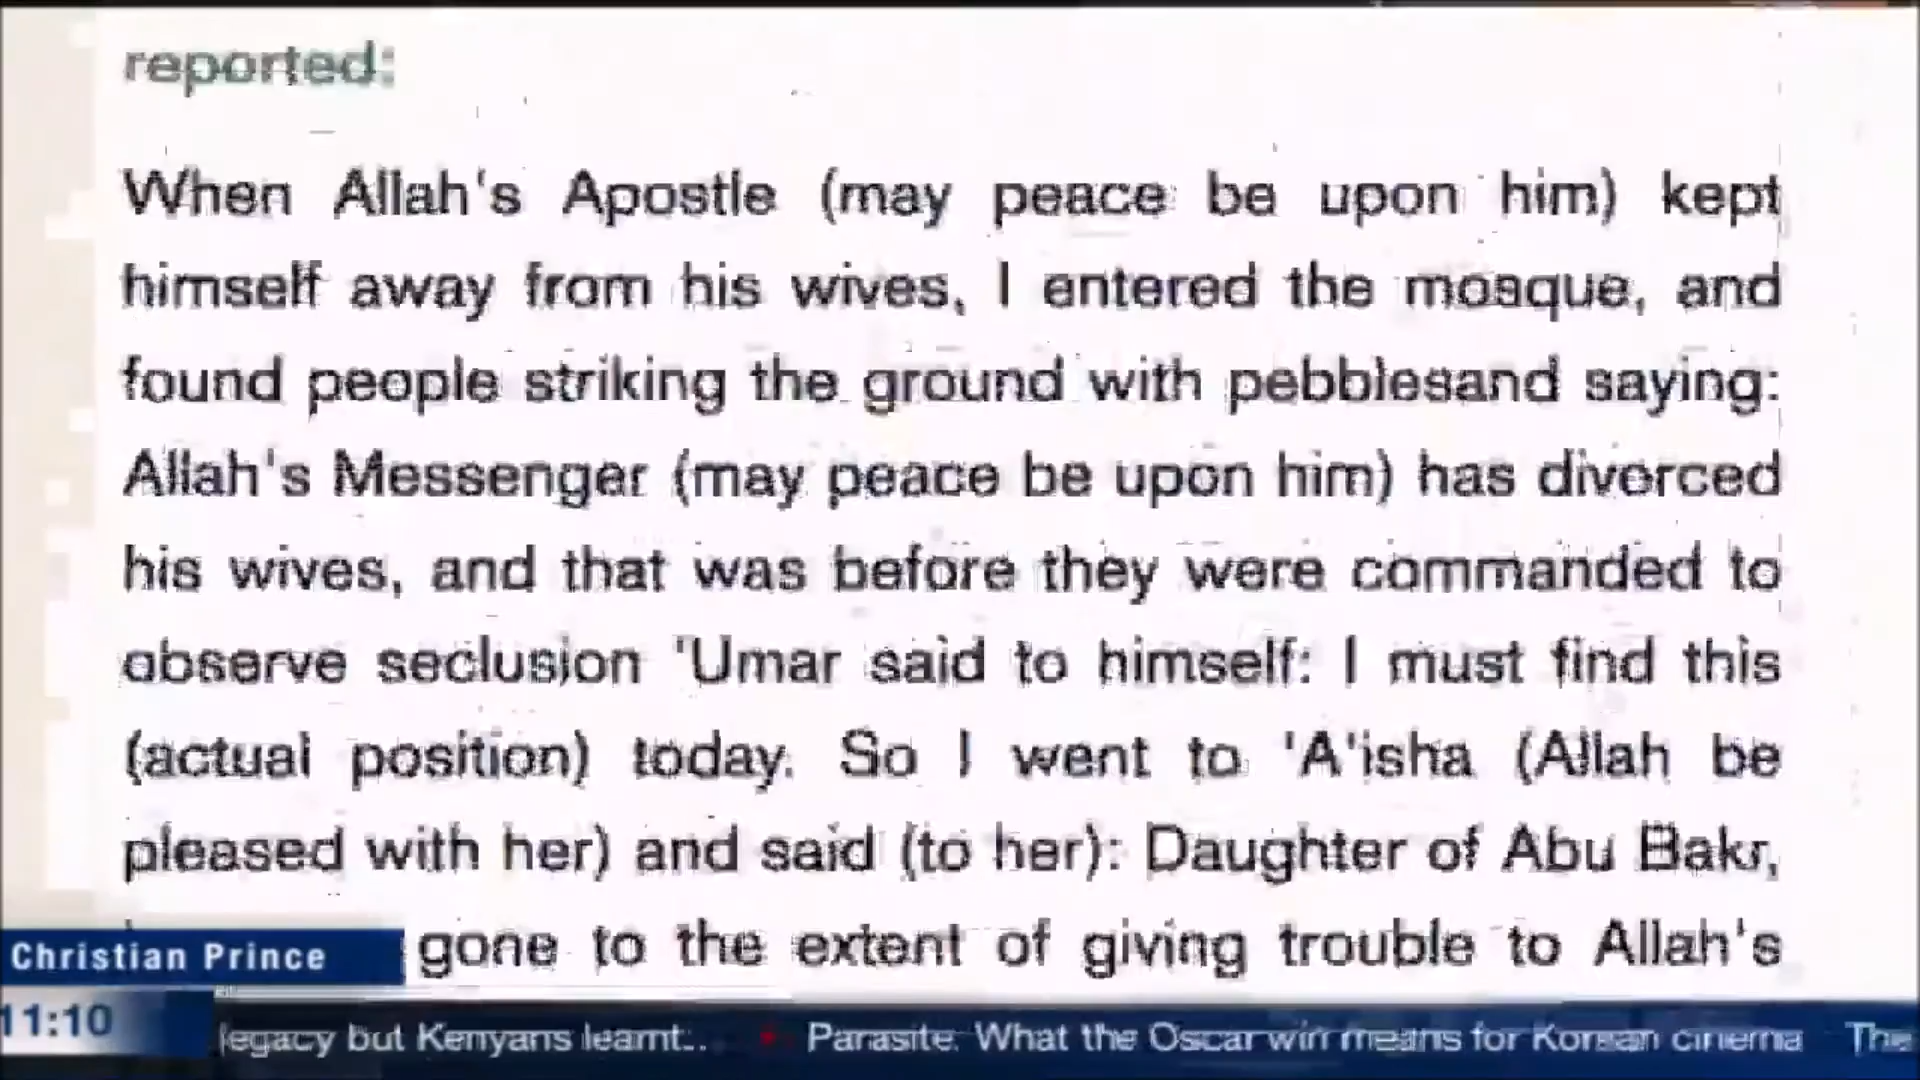 reported:
When Allah's Apostle (may peace be upon him) kept
himself away from his wives, I entered the mosque, and
found people striking the ground with pebblesand saying:
Allah's Messenger (may peace be upon him) has divorced
his wives, and that was before they were commanded to
observe seclusion 'Umar said to himself: I must find this
(actual position) today. So I went to 'A'isha (Allah be
pleased with her) and said (to her): Daughter of Abu Bakr,
gone to the extent of giving trouble to Allah's
Christian Prince
11:10
legacy but Kenyans learnt... Parasite: What the Oscar win means for Korean cinema The